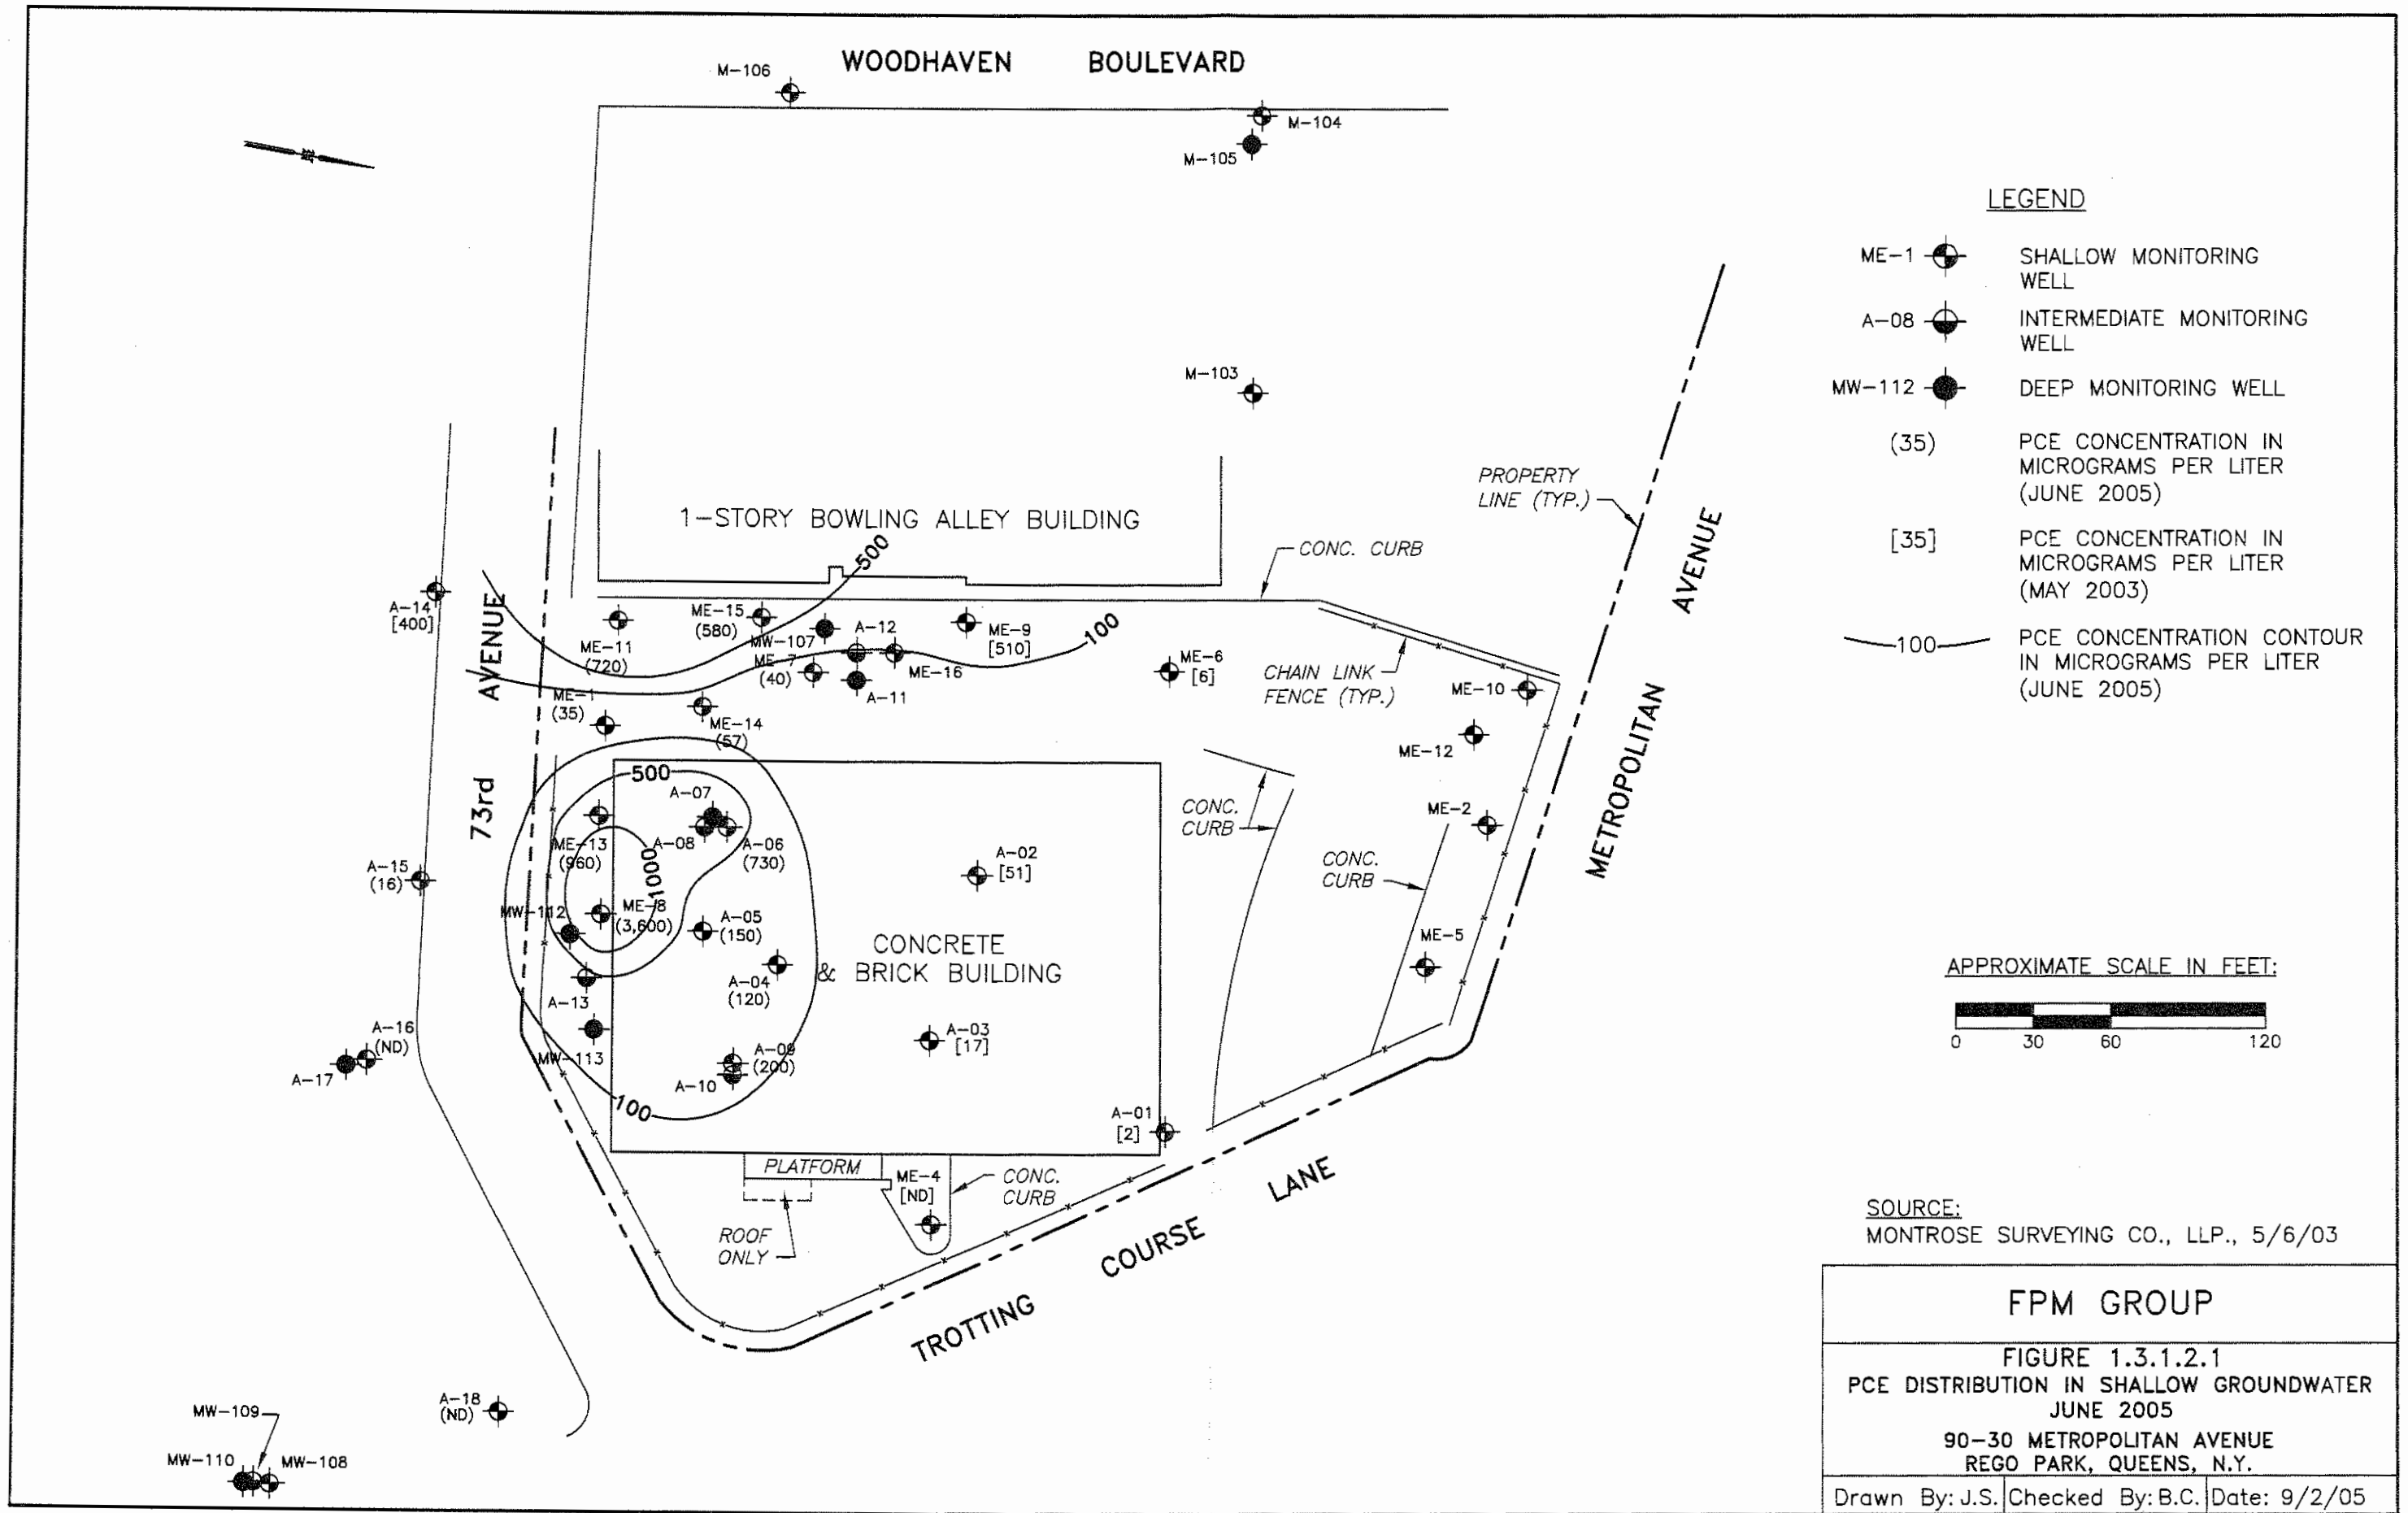 WOODHAVEN BOULEVARD
M-106
M-104
M-105
M-103
LEGEND
ME-1
SHALLOW MONITORING
WELL
A-08
INTERMEDIATE MONITORING
WELL
MW-112
DEEP MONITORING WELL
(35)
PCE CONCENTRATION IN
MICROGRAMS PER LITER
(JUNE 2005)
[35]
PCE CONCENTRATION IN
MICROGRAMS PER LITER
(MAY 2003)
100
PCE CONCENTRATION CONTOUR
IN MICROGRAMS PER LITER
(JUNE 2005)
PROPERTY
LINE (TYP.)
1-STORY BOWLING ALLEY BUILDING
500
CONC. CURB
METROPOLITAN AVENUE
73rd AVENUE
A-14
[400]
ME-11
(720)
ME-15
(580)
MW-107
A-12
ME-9
[510]
100
ME-7
(40)
ME-16
A-11
ME-6
[6]
CHAIN LINK
FENCE (TYP.)
ME-10
ME-1
(35)
ME-14
(57)
ME-12
500
A-07
CONC.
CURB
ME-2
ME-13
(960)
A-08
A-06
(730)
1000
A-15
(16)
A-02
[51]
CONC.
CURB
MW-112
ME-8
(3,600)
A-05
(150)
CONCRETE
& BRICK BUILDING
ME-5
A-04
(120)
A-13
A-16
(ND)
A-17
MW-113
A-09
(200)
A-10
A-03
[17]
100
A-01
[2]
PLATFORM
ME-4
[ND]
CONC.
CURB
ROOF
ONLY
TROTTING COURSE LANE
A-18
(ND)
MW-109
MW-110
MW-108
APPROXIMATE SCALE IN FEET:
0 30 60 120
SOURCE:
MONTROSE SURVEYING CO., LLP., 5/6/03
FPM GROUP
FIGURE 1.3.1.2.1
PCE DISTRIBUTION IN SHALLOW GROUNDWATER
JUNE 2005
90-30 METROPOLITAN AVENUE
REGO PARK, QUEENS, N.Y.
Drawn By: J.S. Checked By: B.C. Date: 9/2/05